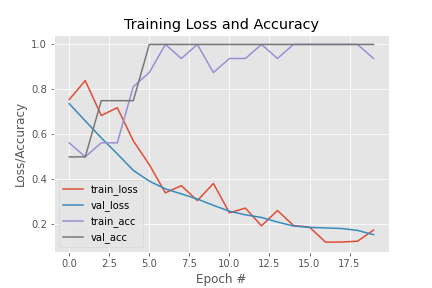 Training Loss and Accuracy
1.0
0.8
0.6
0.4
0.2
Loss/Accuracy
train_loss
val_loss
train_acc
val_acc
0.0 2.5 5.0 7.5 10.0 12.5 15.0 17.5
Epoch #